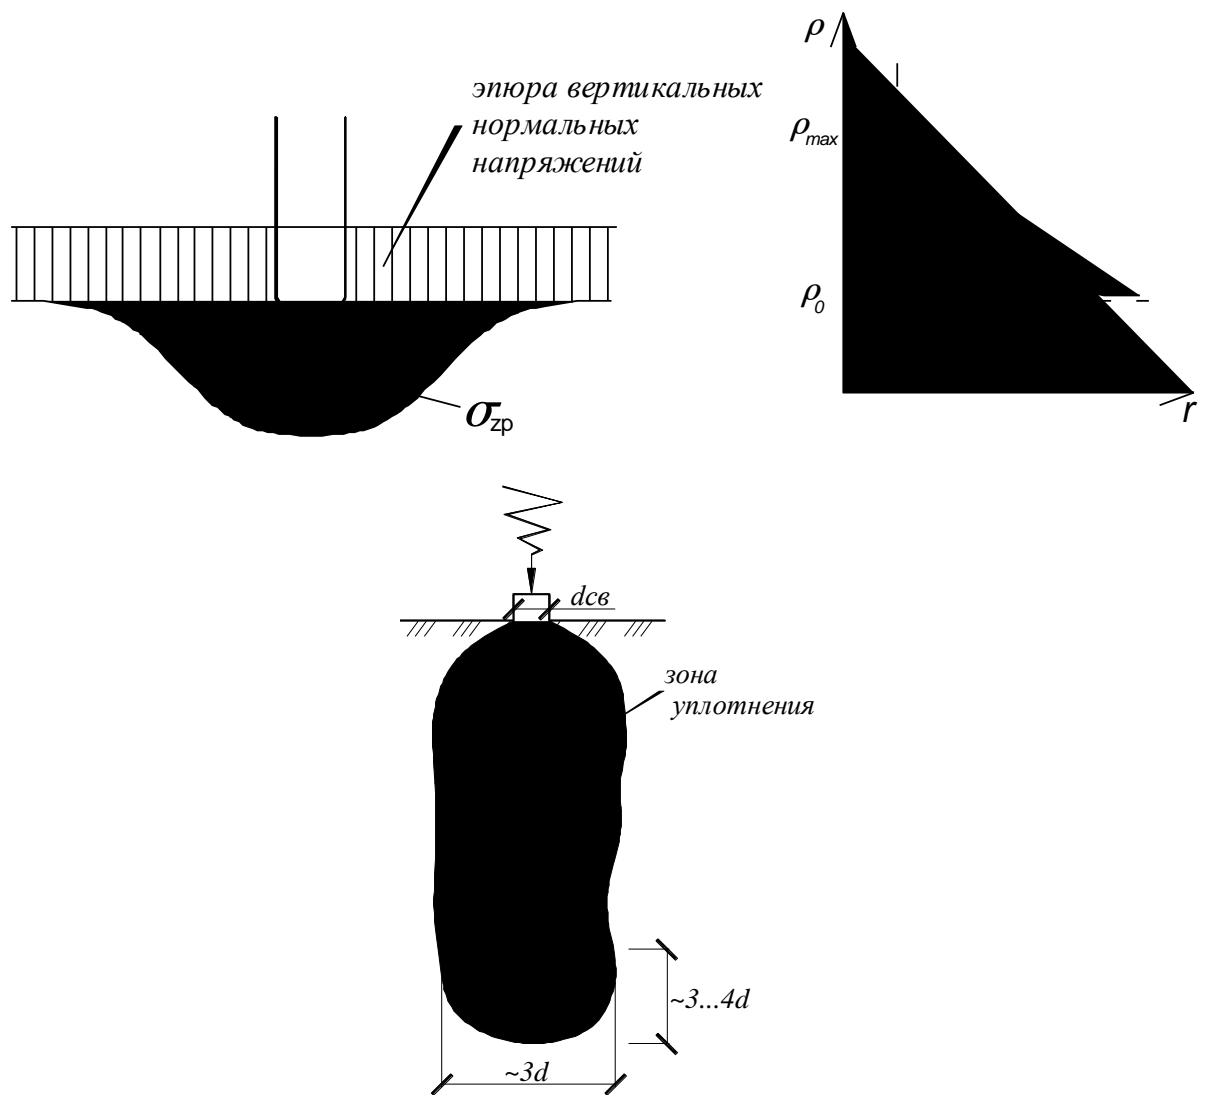 эпюра вертикальных
нормальных
напряжений
σzp
ρ
ρmax
ρ0
r
dсв
зона
уплотнения
~3...4d
~3d